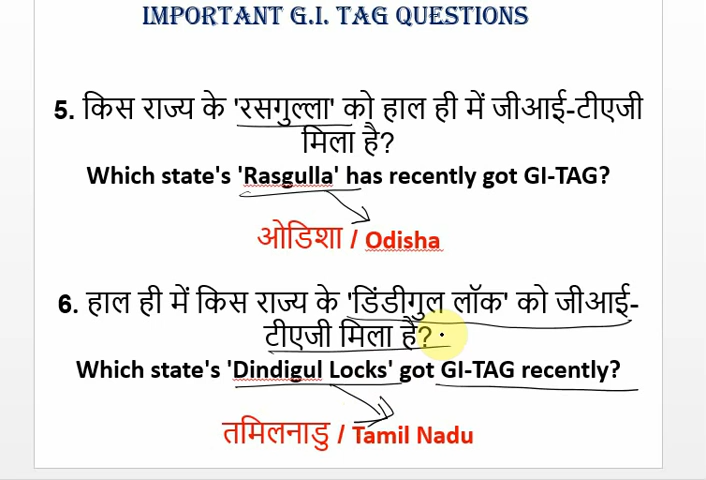 IMPORTANT G.I. TAG QUESTIONS
5. किस राज्य के 'रसगुल्ला' को हाल ही में जीआई-टीएजी
मिला है?
Which state's 'Rasgulla' has recently got GI-TAG?
ओडिशा / Odisha
6. हाल ही में किस राज्य के 'डिंडीगुल लॉक' को जीआई-
टीएजी मिला है?
Which state's 'Dindigul Locks' got GI-TAG recently?
तमिलनाडु / Tamil Nadu